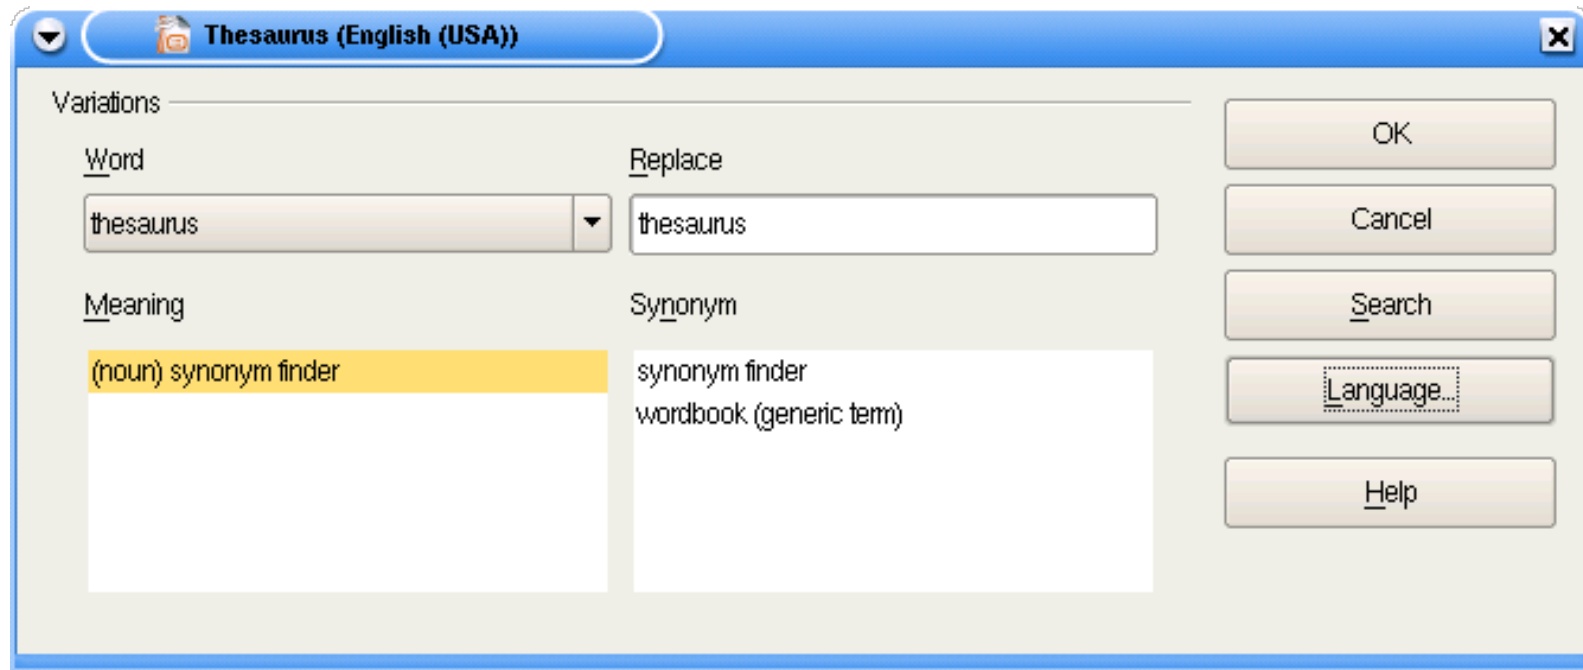 Thesaurus (English (USA))
Variations
Word
Replace
thesaurus
thesaurus
Meaning
Synonym
(noun) synonym finder
synonym finder
wordbook (generic term)
OK
Cancel
Search
Language...
Help